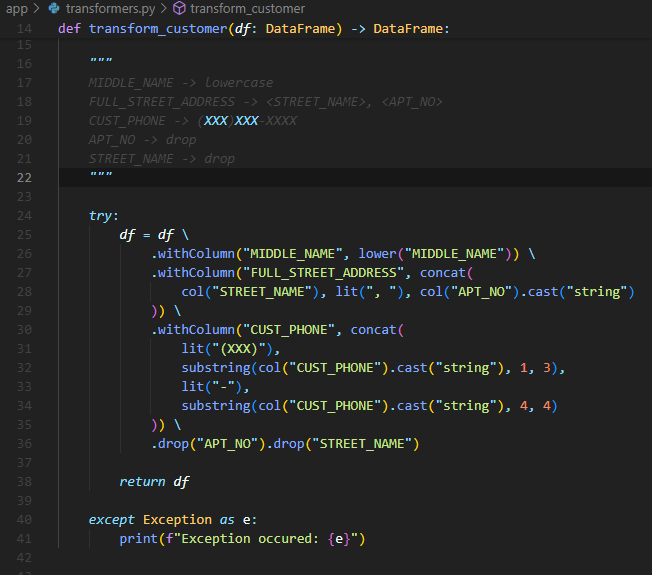 app > transformers.py > transform_customer
14 def transform_customer(df: DataFrame) -> DataFrame:
15
16 """
17 MIDDLE_NAME -> lowercase
18 FULL_STREET_ADDRESS -> <STREET_NAME>, <APT_NO>
19 CUST_PHONE -> (XXX)XXX-XXXX
20 APT_NO -> drop
21 STREET_NAME -> drop
22 """
23
24 try:
25 df = df \
26 .withColumn("MIDDLE_NAME", lower("MIDDLE_NAME")) \
27 .withColumn("FULL_STREET_ADDRESS", concat(
28 col("STREET_NAME"), lit(", "), col("APT_NO").cast("string")
29 )) \
30 .withColumn("CUST_PHONE", concat(
31 lit("(XXX)"),
32 substring(col("CUST_PHONE").cast("string"), 1, 3),
33 lit("-"),
34 substring(col("CUST_PHONE").cast("string"), 4, 4)
35 )) \
36 .drop("APT_NO").drop("STREET_NAME")
37
38 return df
39
40 except Exception as e:
41 print(f"Exception occured: {e}")
42